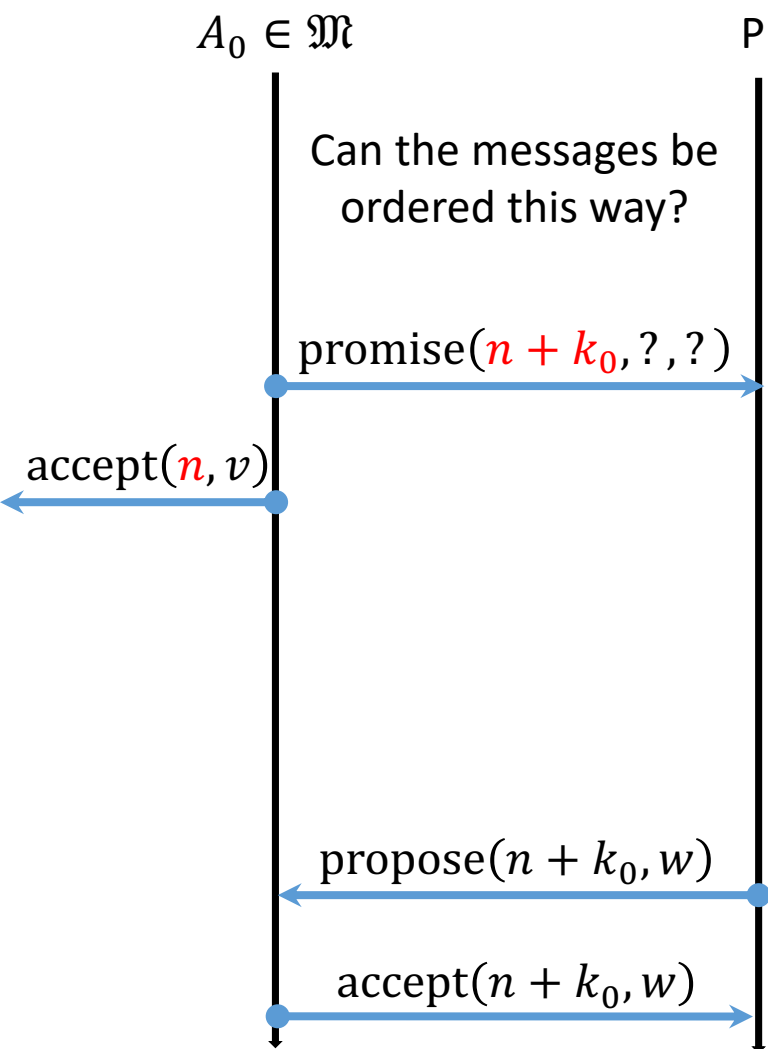 A₀ ∈ 𝔐
P
Can the messages be
ordered this way?
promise(n + k₀, ?, ?)
accept(n, v)
propose(n + k₀, w)
accept(n + k₀, w)